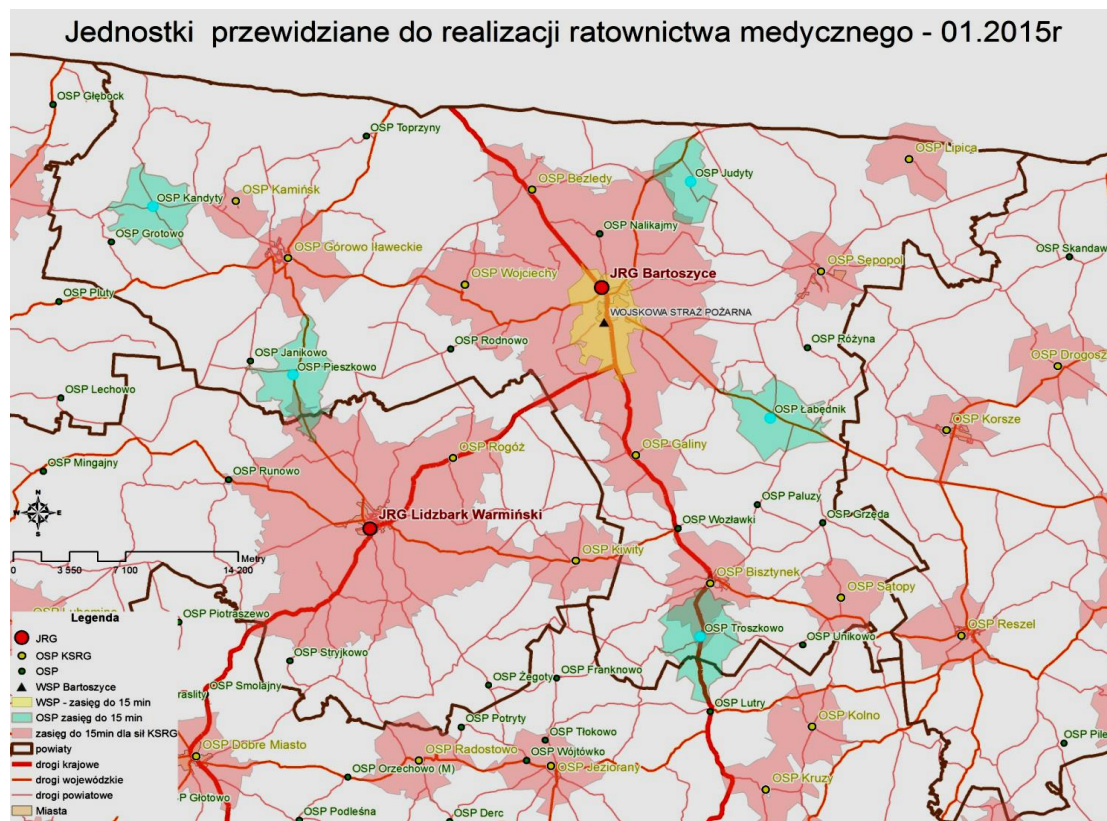 Jednostki przewidziane do realizacji ratownictwa medycznego - 01.2015r
OSP Głębock
OSP Toprzyny
OSP Lipica
OSP Kamińsk
OSP Bezledy
OSP Judyty
OSP Kandyty
OSP Grotowo
OSP Górowo Iławeckie
OSP Nalikajmy
OSP Skandaw
OSP Wojciechy
JRG Bartoszyce
OSP Sępopol
OSP Pluty
WOJSKOWA STRAŻ POŻARNA
OSP Janikowo
OSP Rodnowo
OSP Różyna
OSP Drogosz
OSP Pieszkowo
OSP Lechowo
OSP Łabędnik
OSP Korsze
OSP Rogóż
OSP Galiny
OSP Mingajny
OSP Runowo
OSP Paluzy
JRG Lidzbark Warmiński
OSP Wozławki
OSP Grzęda
N
W E
S
Metry
0 3 550 7 100 14 200
OSP Kiwity
OSP Bisztynek
OSP Sątopy
OSP Lubomino
OSP Piotraszewo
OSP Troszkowo
OSP Unikowo
OSP Reszel
OSP Stryjkowo
OSP Franknowo
OSP Żegoty
OSP Smolajny
raslity
OSP Lutry
OSP Potryty
OSP Kolno
OSP Tłokowo
OSP Pile
OSP Dobre Miasto
OSP Radostowo
OSP Wójtówko
OSP Jeziorany
OSP Orzechowo (M)
OSP Kruzy
P Głotowo
OSP Podleśna
OSP Derc
Legenda
JRG
OSP KSRG
OSP
WSP Bartoszyce
WSP - zasięg do 15 min
OSP zasięg do 15 min
zasięg do 15min dla sił KSRG
powiaty
drogi krajowe
drogi wojewódzkie
drogi powiatowe
Miasta